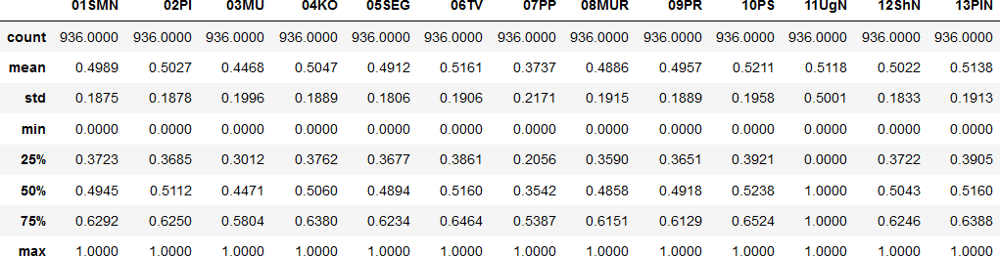 01SMN 02PI 03MU 04KO 05SEG 06TV 07PP 08MUR 09PR 10PS 11UgN 12ShN 13PlN
count 936.0000 936.0000 936.0000 936.0000 936.0000 936.0000 936.0000 936.0000 936.0000 936.0000 936.0000 936.0000 936.0000
mean 0.4989 0.5027 0.4468 0.5047 0.4912 0.5161 0.3737 0.4886 0.4957 0.5211 0.5118 0.5022 0.5138
std 0.1875 0.1878 0.1996 0.1889 0.1806 0.1906 0.2171 0.1915 0.1889 0.1958 0.5001 0.1833 0.1913
min 0.0000 0.0000 0.0000 0.0000 0.0000 0.0000 0.0000 0.0000 0.0000 0.0000 0.0000 0.0000 0.0000
25% 0.3723 0.3685 0.3012 0.3762 0.3677 0.3861 0.2056 0.3590 0.3651 0.3921 0.0000 0.3722 0.3905
50% 0.4945 0.5112 0.4471 0.5060 0.4894 0.5160 0.3542 0.4858 0.4918 0.5238 1.0000 0.5043 0.5160
75% 0.6292 0.6250 0.5804 0.6380 0.6234 0.6464 0.5387 0.6151 0.6129 0.6524 1.0000 0.6246 0.6388
max 1.0000 1.0000 1.0000 1.0000 1.0000 1.0000 1.0000 1.0000 1.0000 1.0000 1.0000 1.0000 1.0000